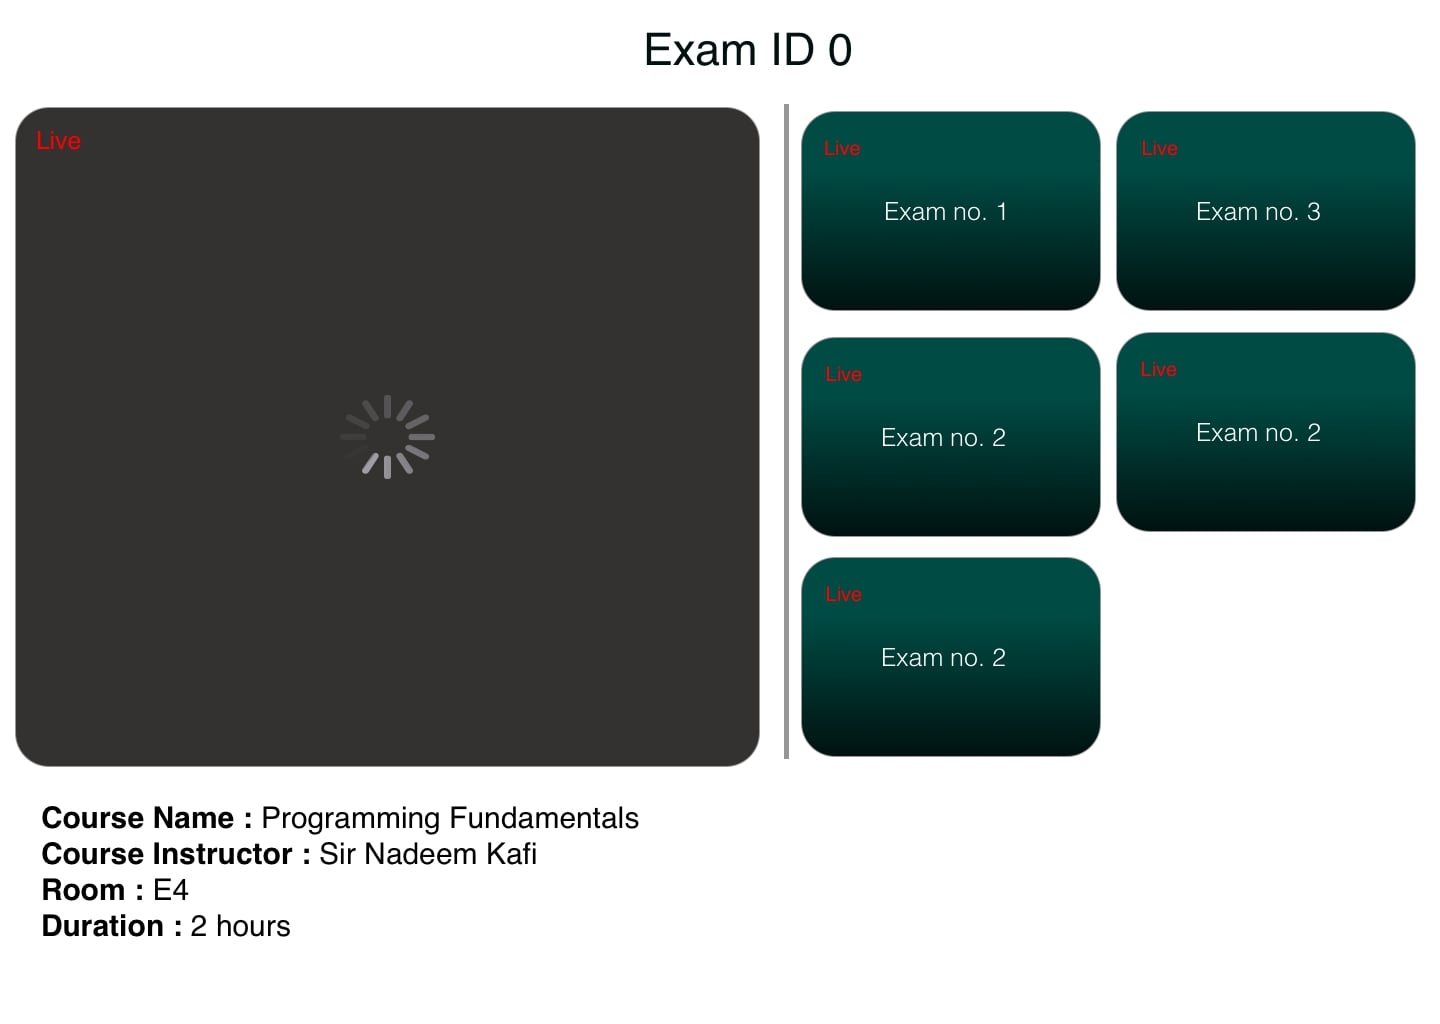 Exam ID 0
Live
Live
Exam no. 1
Live
Exam no. 3
Live
Exam no. 2
Live
Exam no. 2
Live
Exam no. 2
Course Name : Programming Fundamentals
Course Instructor : Sir Nadeem Kafi
Room : E4
Duration : 2 hours